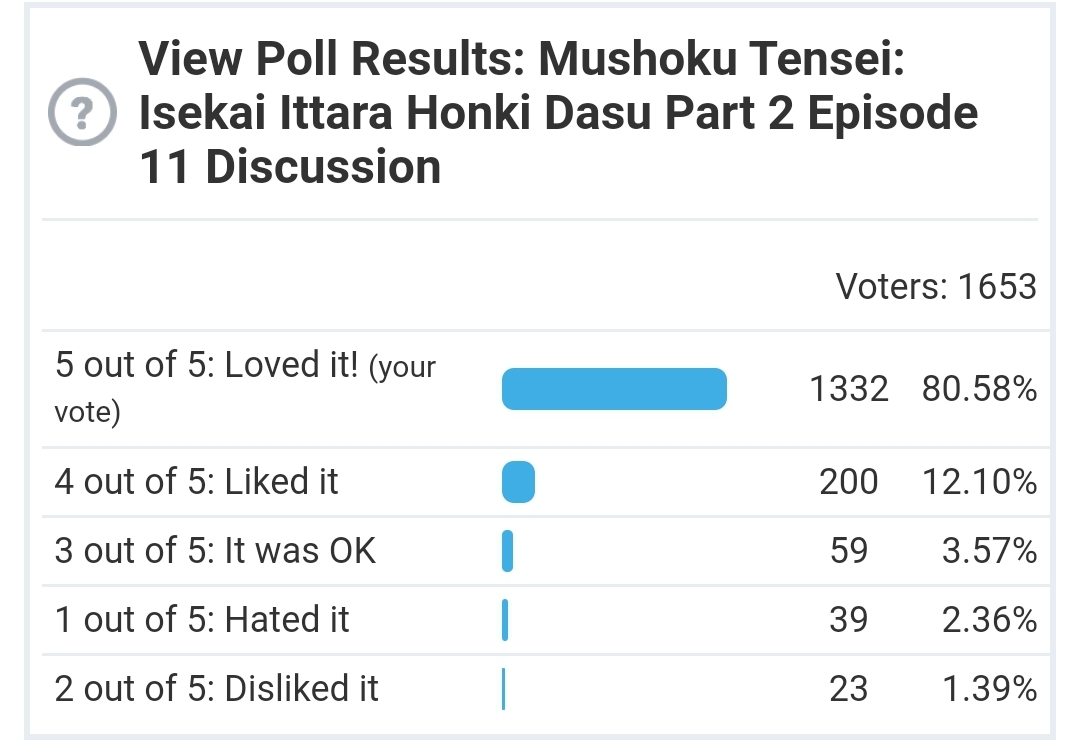 View Poll Results: Mushoku Tensei:
Isekai Ittara Honki Dasu Part 2 Episode
11 Discussion
?
Voters: 1653
5 out of 5: Loved it! (your
vote)
1332 80.58%
4 out of 5: Liked it 200 12.10%
3 out of 5: It was OK 59 3.57%
1 out of 5: Hated it 39 2.36%
2 out of 5: Disliked it 23 1.39%